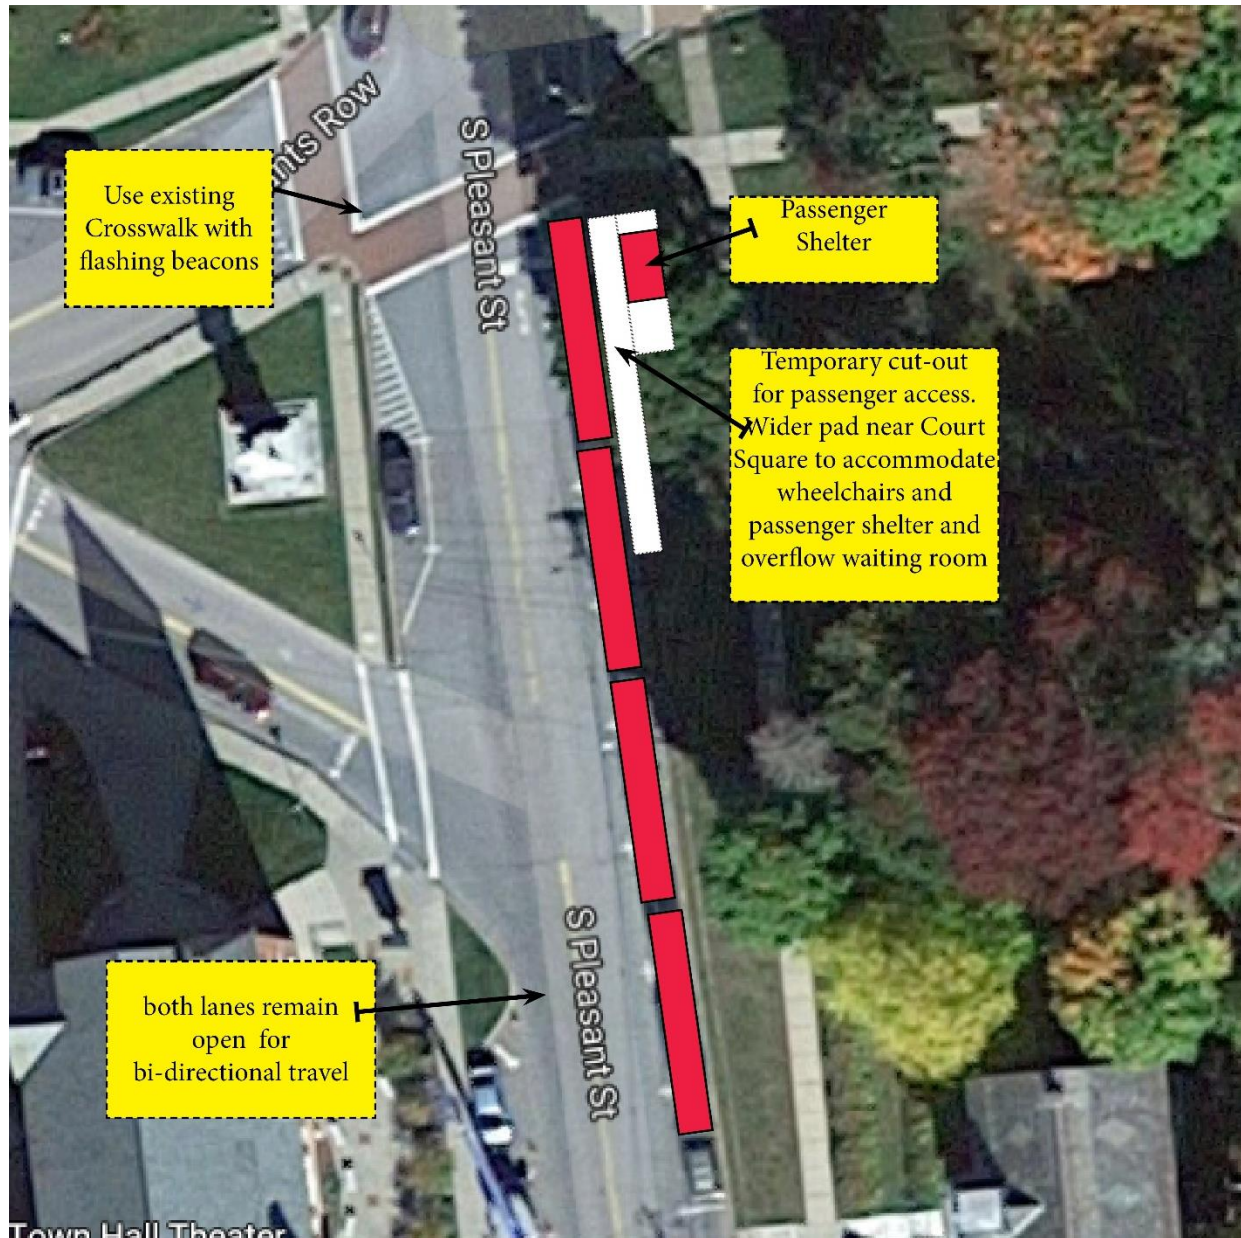 nts Row
S Pleasant St
Use existing
Crosswalk with
flashing beacons
Passenger
Shelter
Temporary cut-out
for passenger access.
Wider pad near Court
Square to accommodate
wheelchairs and
passenger shelter and
overflow waiting room
S Pleasant St
both lanes remain
open for
bi-directional travel
Town Hall Theater